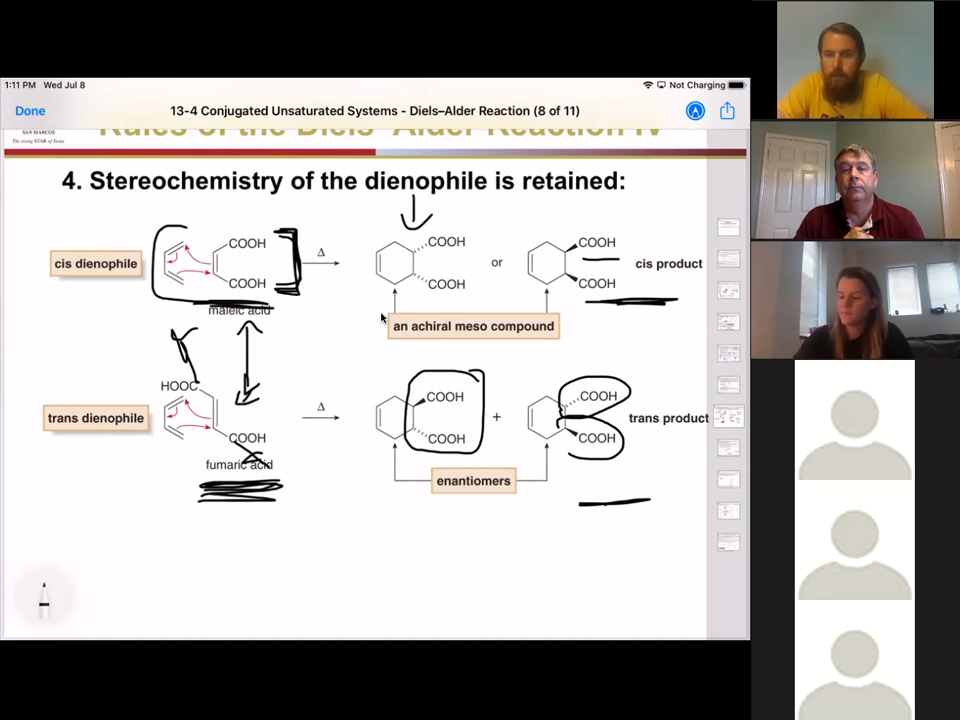 1:11 PM Wed Jul 8
Not Charging
Done
13-4 Conjugated Unsaturated Systems - Diels–Alder Reaction (8 of 11)
SAN MARCOS
The rising STAR of Texas
Rules of the Diels–Alder Reaction IV
4. Stereochemistry of the dienophile is retained:
cis dienophile
COOH
COOH
maleic acid
Δ
COOH
COOH
or
COOH
COOH
cis product
an achiral meso compound
trans dienophile
HOOC
COOH
fumaric acid
Δ
COOH
COOH
+
COOH
COOH
trans product
enantiomers